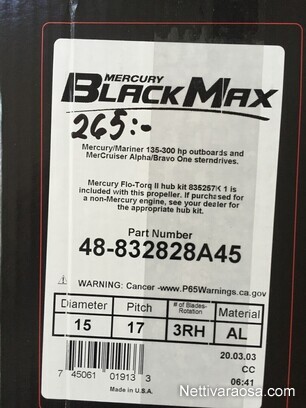 MERCURY
BLACKMAX
265:-
Mercury/Mariner 135-300 hp outboards and
MerCruiser Alpha/Bravo One sterndrives.
Mercury Flo-Torq II hub kit 835257K 1 is
included with this propeller. If purchased for
a non-Mercury engine, see your dealer for
the appropriate hub kit.
Part Number
48-832828A45
WARNING: Cancer -www.P65Warnings.ca.gov
Diameter Pitch # of Blades-Rotation Material
15 17 3RH AL
20.03.03
CC
06:41
7 45061 01913 3
Made in U.S.A.
Nettivaraosa.com